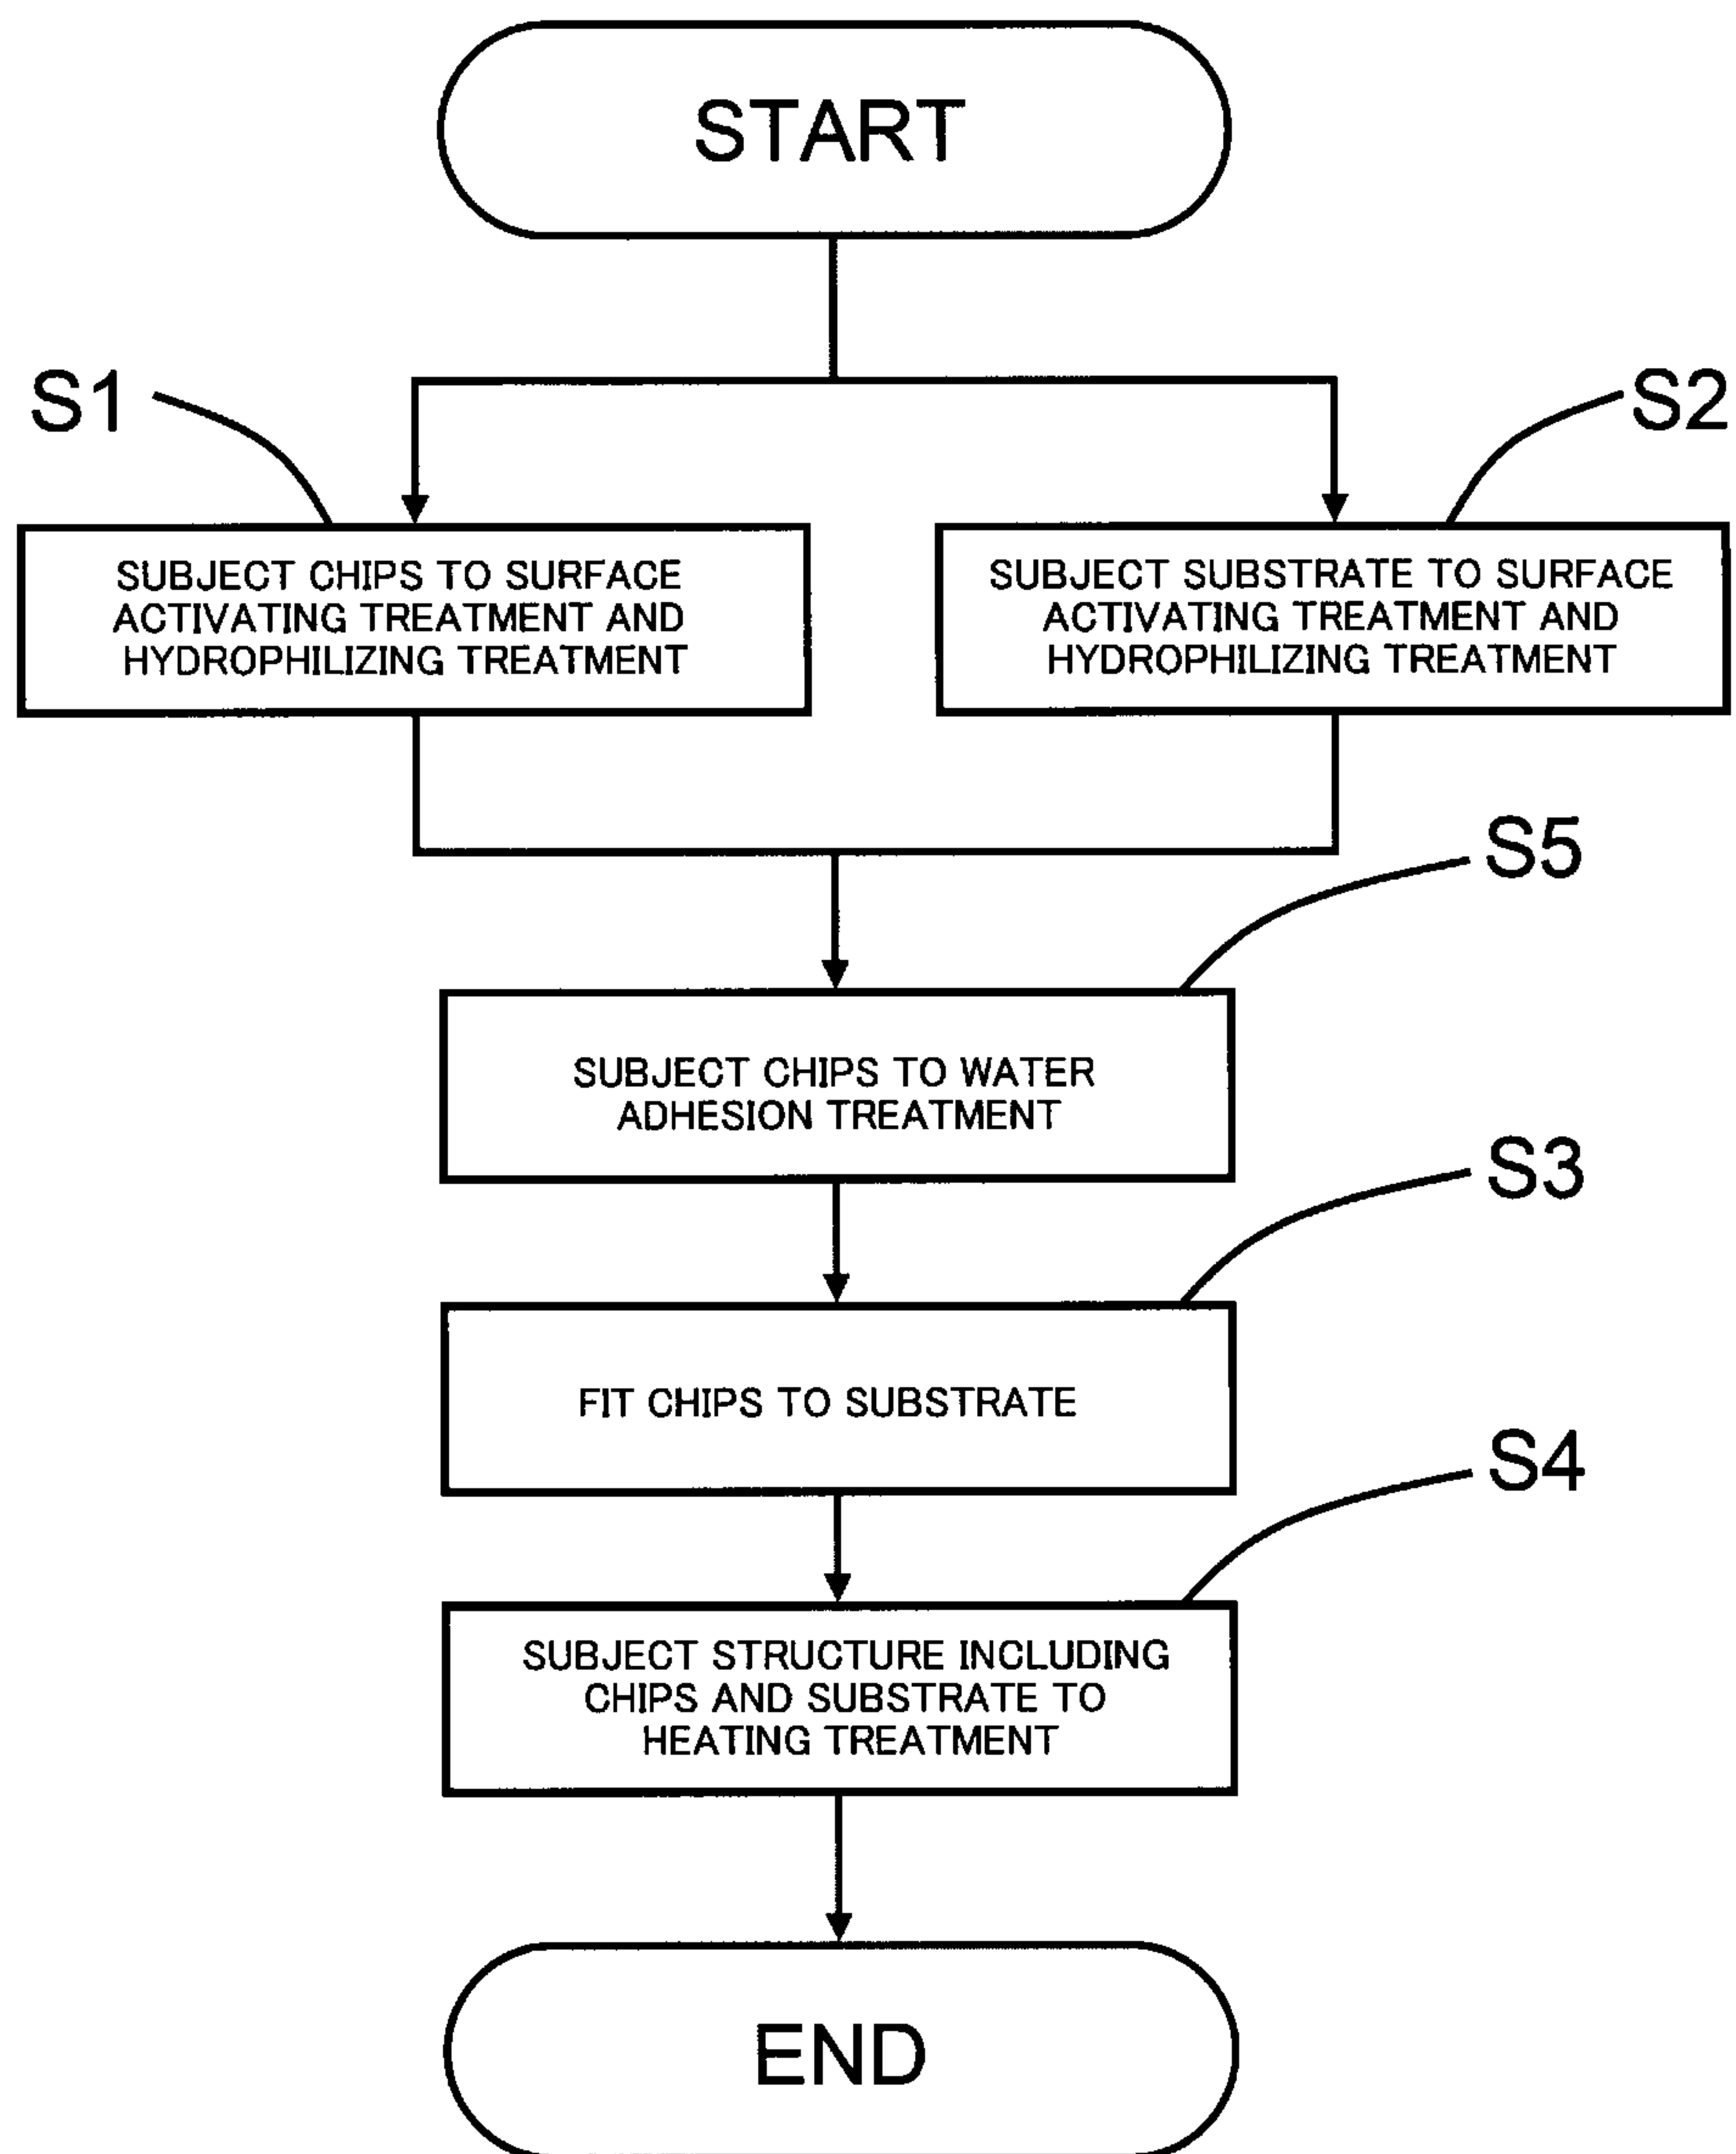 START
S1
S2
SUBJECT CHIPS TO SURFACE
ACTIVATING TREATMENT AND
HYDROPHILIZING TREATMENT
SUBJECT SUBSTRATE TO SURFACE
ACTIVATING TREATMENT AND
HYDROPHILIZING TREATMENT
S5
SUBJECT CHIPS TO WATER
ADHESION TREATMENT
S3
FIT CHIPS TO SUBSTRATE
S4
SUBJECT STRUCTURE INCLUDING
CHIPS AND SUBSTRATE TO
HEATING TREATMENT
END